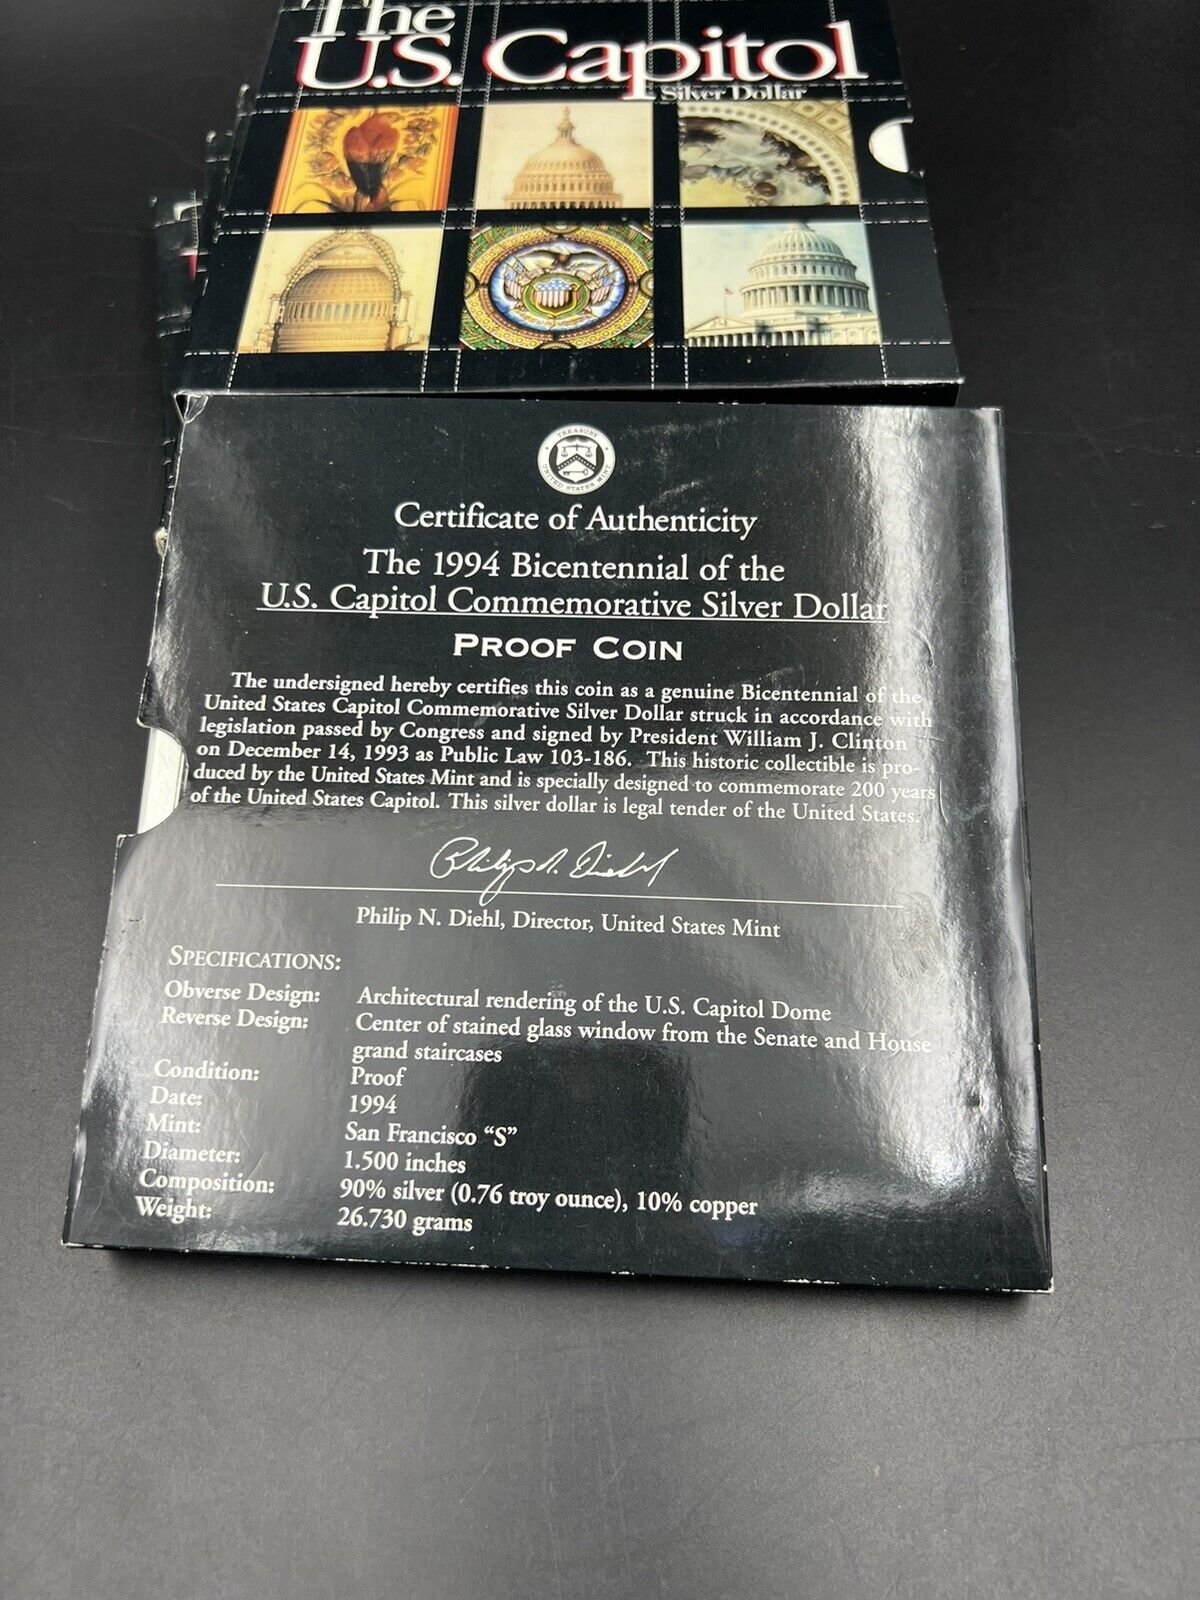 The
U.S. Capitol
Silver Dollar
TREASURY
UNITED STATES MINT
Certificate of Authenticity
The 1994 Bicentennial of the
U.S. Capitol Commemorative Silver Dollar
PROOF COIN
The undersigned hereby certifies this coin as a genuine Bicentennial of the
United States Capitol Commemorative Silver Dollar struck in accordance with
legislation passed by Congress and signed by President William J. Clinton
on December 14, 1993 as Public Law 103-186. This historic collectible is pro-
duced by the United States Mint and is specially designed to commemorate 200 years
of the United States Capitol. This silver dollar is legal tender of the United States.
Philip N. Diehl
Philip N. Diehl, Director, United States Mint
SPECIFICATIONS:
Obverse Design: Architectural rendering of the U.S. Capitol Dome
Reverse Design: Center of stained glass window from the Senate and House
grand staircases
Condition: Proof
Date: 1994
Mint: San Francisco “S”
Diameter: 1.500 inches
Composition: 90% silver (0.76 troy ounce), 10% copper
Weight: 26.730 grams